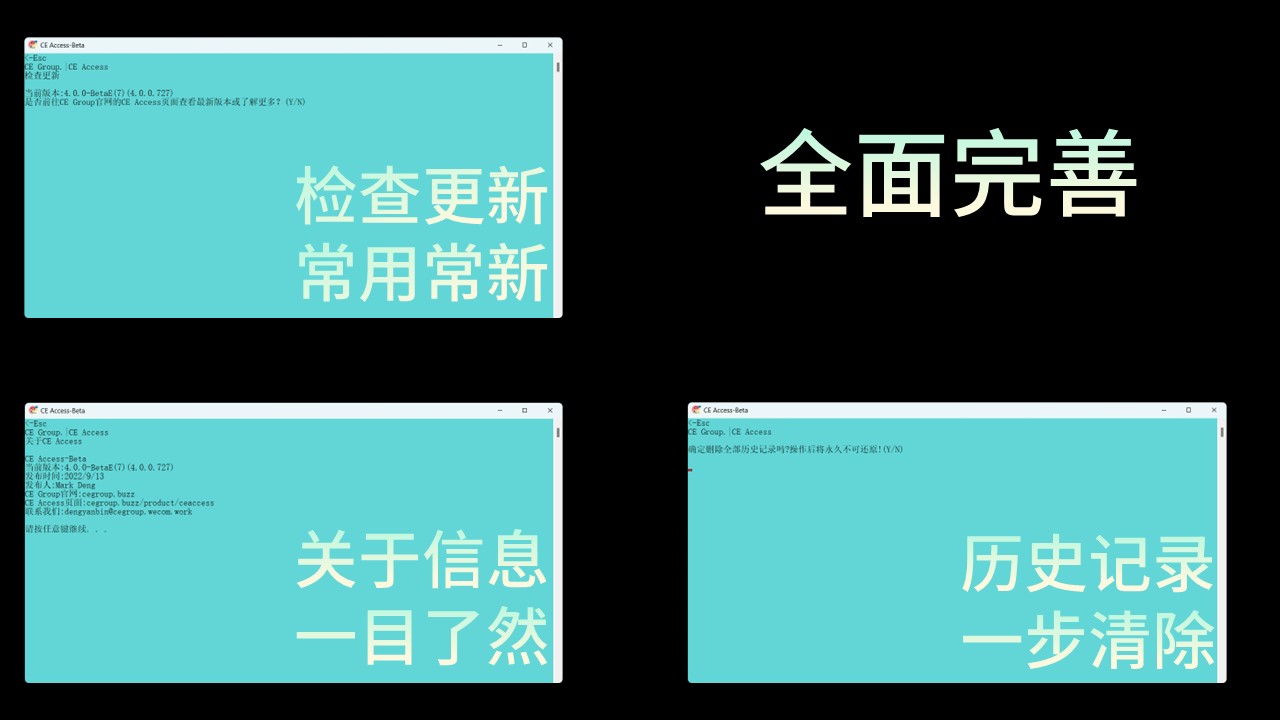 CE Access-Beta
<-Esc
CE Group.|CE Access
检查更新
当前版本:4.0.0-BetaE(7)(4.0.0.727)
是否前往CE Group官网的CE Access页面查看最新版本或了解更多?(Y/N)
检查更新
常用常新
全面完善
CE Access-Beta
<-Esc
CE Group.|CE Access
关于CE Access
CE Access-Beta
当前版本:4.0.0-BetaE(7)(4.0.0.727)
发布时间:2022/9/13
发布人:Mark Deng
CE Group官网:cegroup.buzz
CE Access页面:cegroup.buzz/product/ceaccess
联系我们:dengyanbin@cegroup.wecom.work
请按任意键继续. . .
关于信息
一目了然
CE Access-Beta
<-Esc
CE Group.|CE Access
确定删除全部历史记录吗?操作后将永久不可还原!(Y/N)
历史记录
一步清除